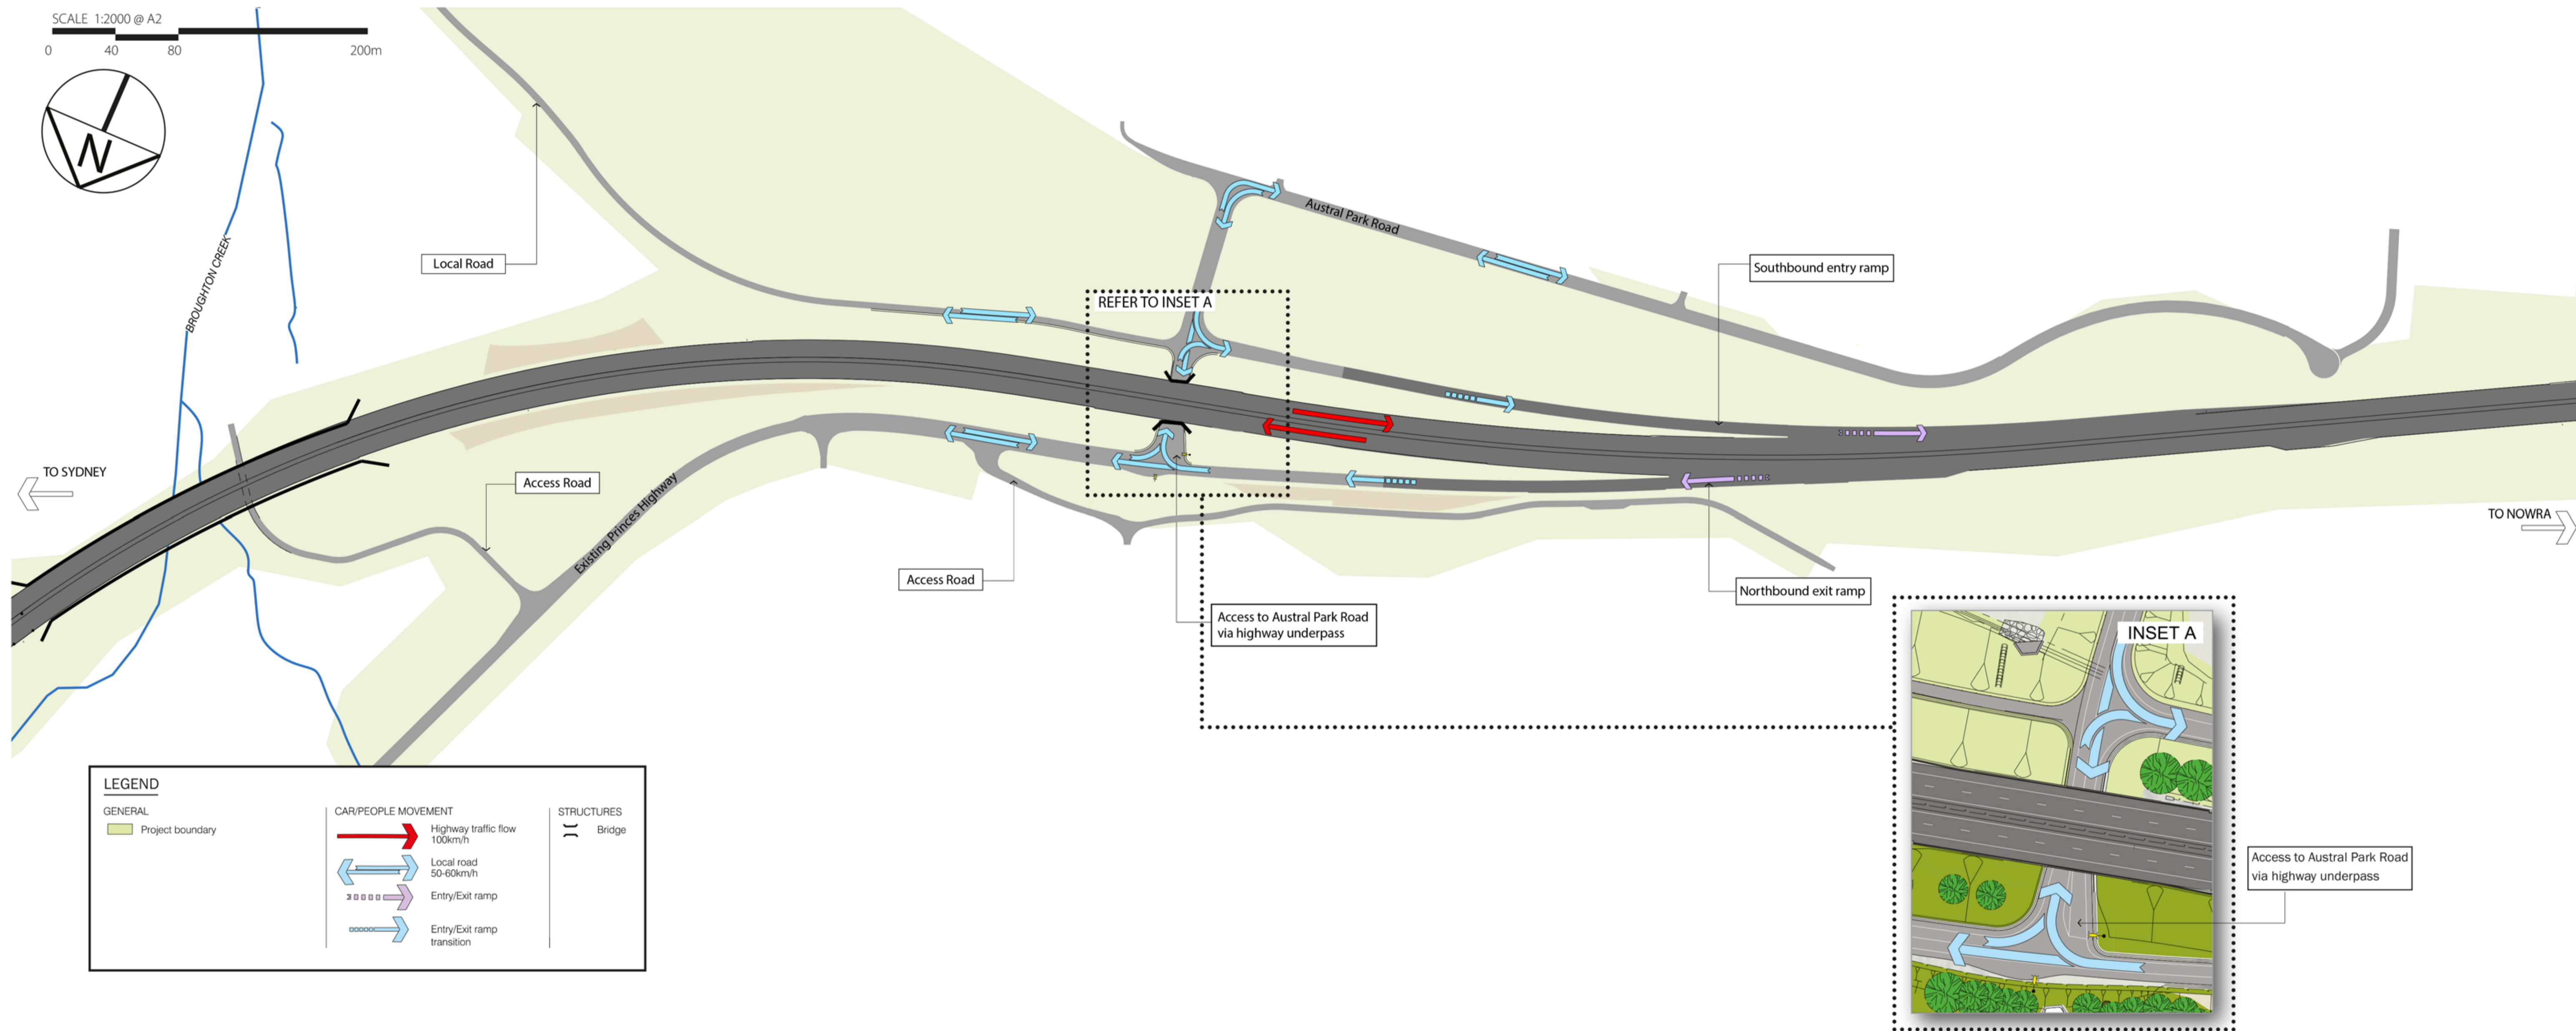 SCALE 1:2000 @ A2
0 40 80 200m
N
BROUGHTON CREEK
Local Road
Austral Park Road
Southbound entry ramp
REFER TO INSET A
TO SYDNEY
Access Road
Existing Princes Highway
TO NOWRA
Access Road
Northbound exit ramp
Access to Austral Park Road
via highway underpass
INSET A
Access to Austral Park Road
via highway underpass
LEGEND
GENERAL
Project boundary
CAR/PEOPLE MOVEMENT
Highway traffic flow
100km/h
Local road
50-60km/h
Entry/Exit ramp
Entry/Exit ramp
transition
STRUCTURES
Bridge